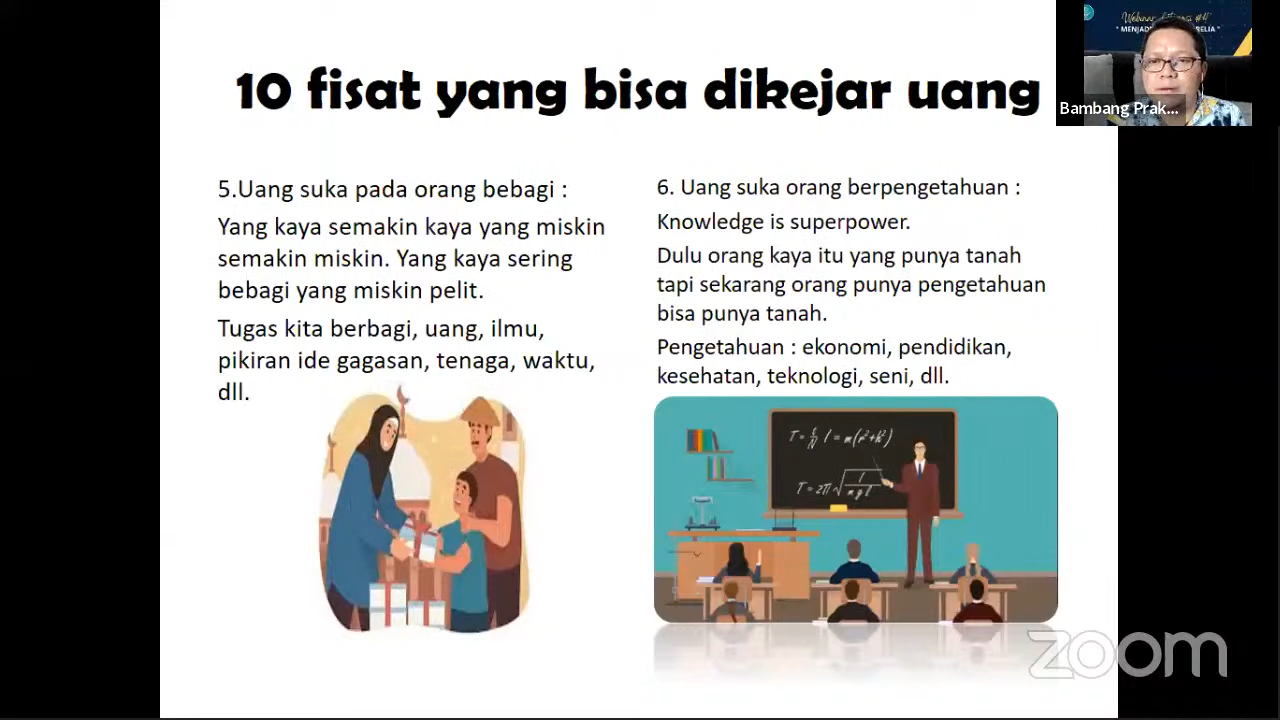 10 fisat yang bisa dikejar uang
5.Uang suka pada orang bebagi :
Yang kaya semakin kaya yang miskin
semakin miskin. Yang kaya sering
bebagi yang miskin pelit.
Tugas kita berbagi, uang, ilmu,
pikiran ide gagasan, tenaga, waktu,
dll.
6. Uang suka orang berpengetahuan :
Knowledge is superpower.
Dulu orang kaya itu yang punya tanah
tapi sekarang orang punya pengetahuan
bisa punya tanah.
Pengetahuan : ekonomi, pendidikan,
kesehatan, teknologi, seni, dll.
Webinar
" MENJADI
Bambang Prak...
zoom